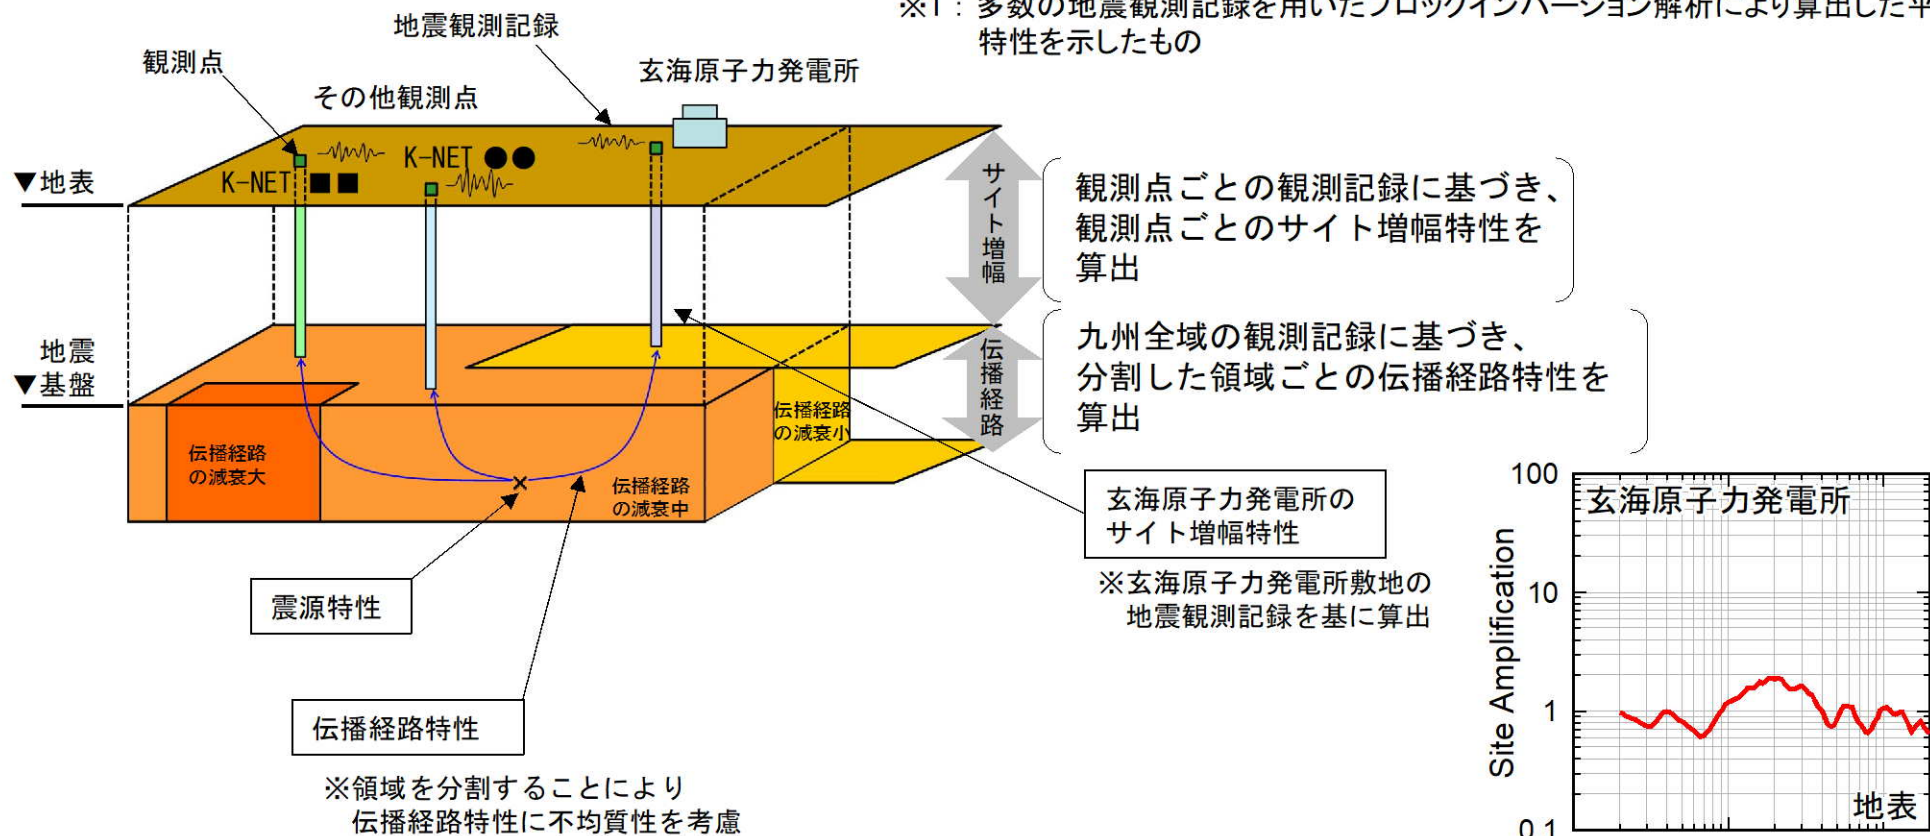 ※1：多数の地震観測記録を用いたブロックインバージョン解析により算出した
特性を示したもの
地震観測記録
観測点
玄海原子力発電所
その他観測点
K-NET ●●
K-NET ■■
▼地表
サイト増幅
観測点ごとの観測記録に基づき、
観測点ごとのサイト増幅特性を
算出
地震
▼基盤
伝播経路
九州全域の観測記録に基づき、
分割した領域ごとの伝播経路特性を
算出
伝播経路
の減衰小
伝播経路
の減衰大
伝播経路
の減衰中
玄海原子力発電所の
サイト増幅特性
※玄海原子力発電所敷地の
地震観測記録を基に算出
震源特性
伝播経路特性
※領域を分割することにより
伝播経路特性に不均質性を考慮
玄海原子力発電所
Site Amplification
100
10
1
0.1
地表